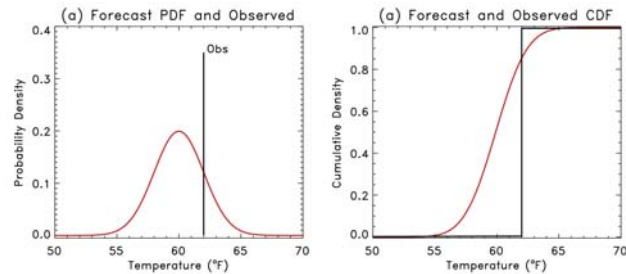 (a) Forecast PDF and Observed
0.4
0.3
0.2
0.1
0.0
Probability Density
Obs
50 55 60 65 70
Temperature (°F)
(a) Forecast and Observed CDF
1.0
0.8
0.6
0.4
0.2
0.0
Cumulative Density
50 55 60 65 70
Temperature (°F)